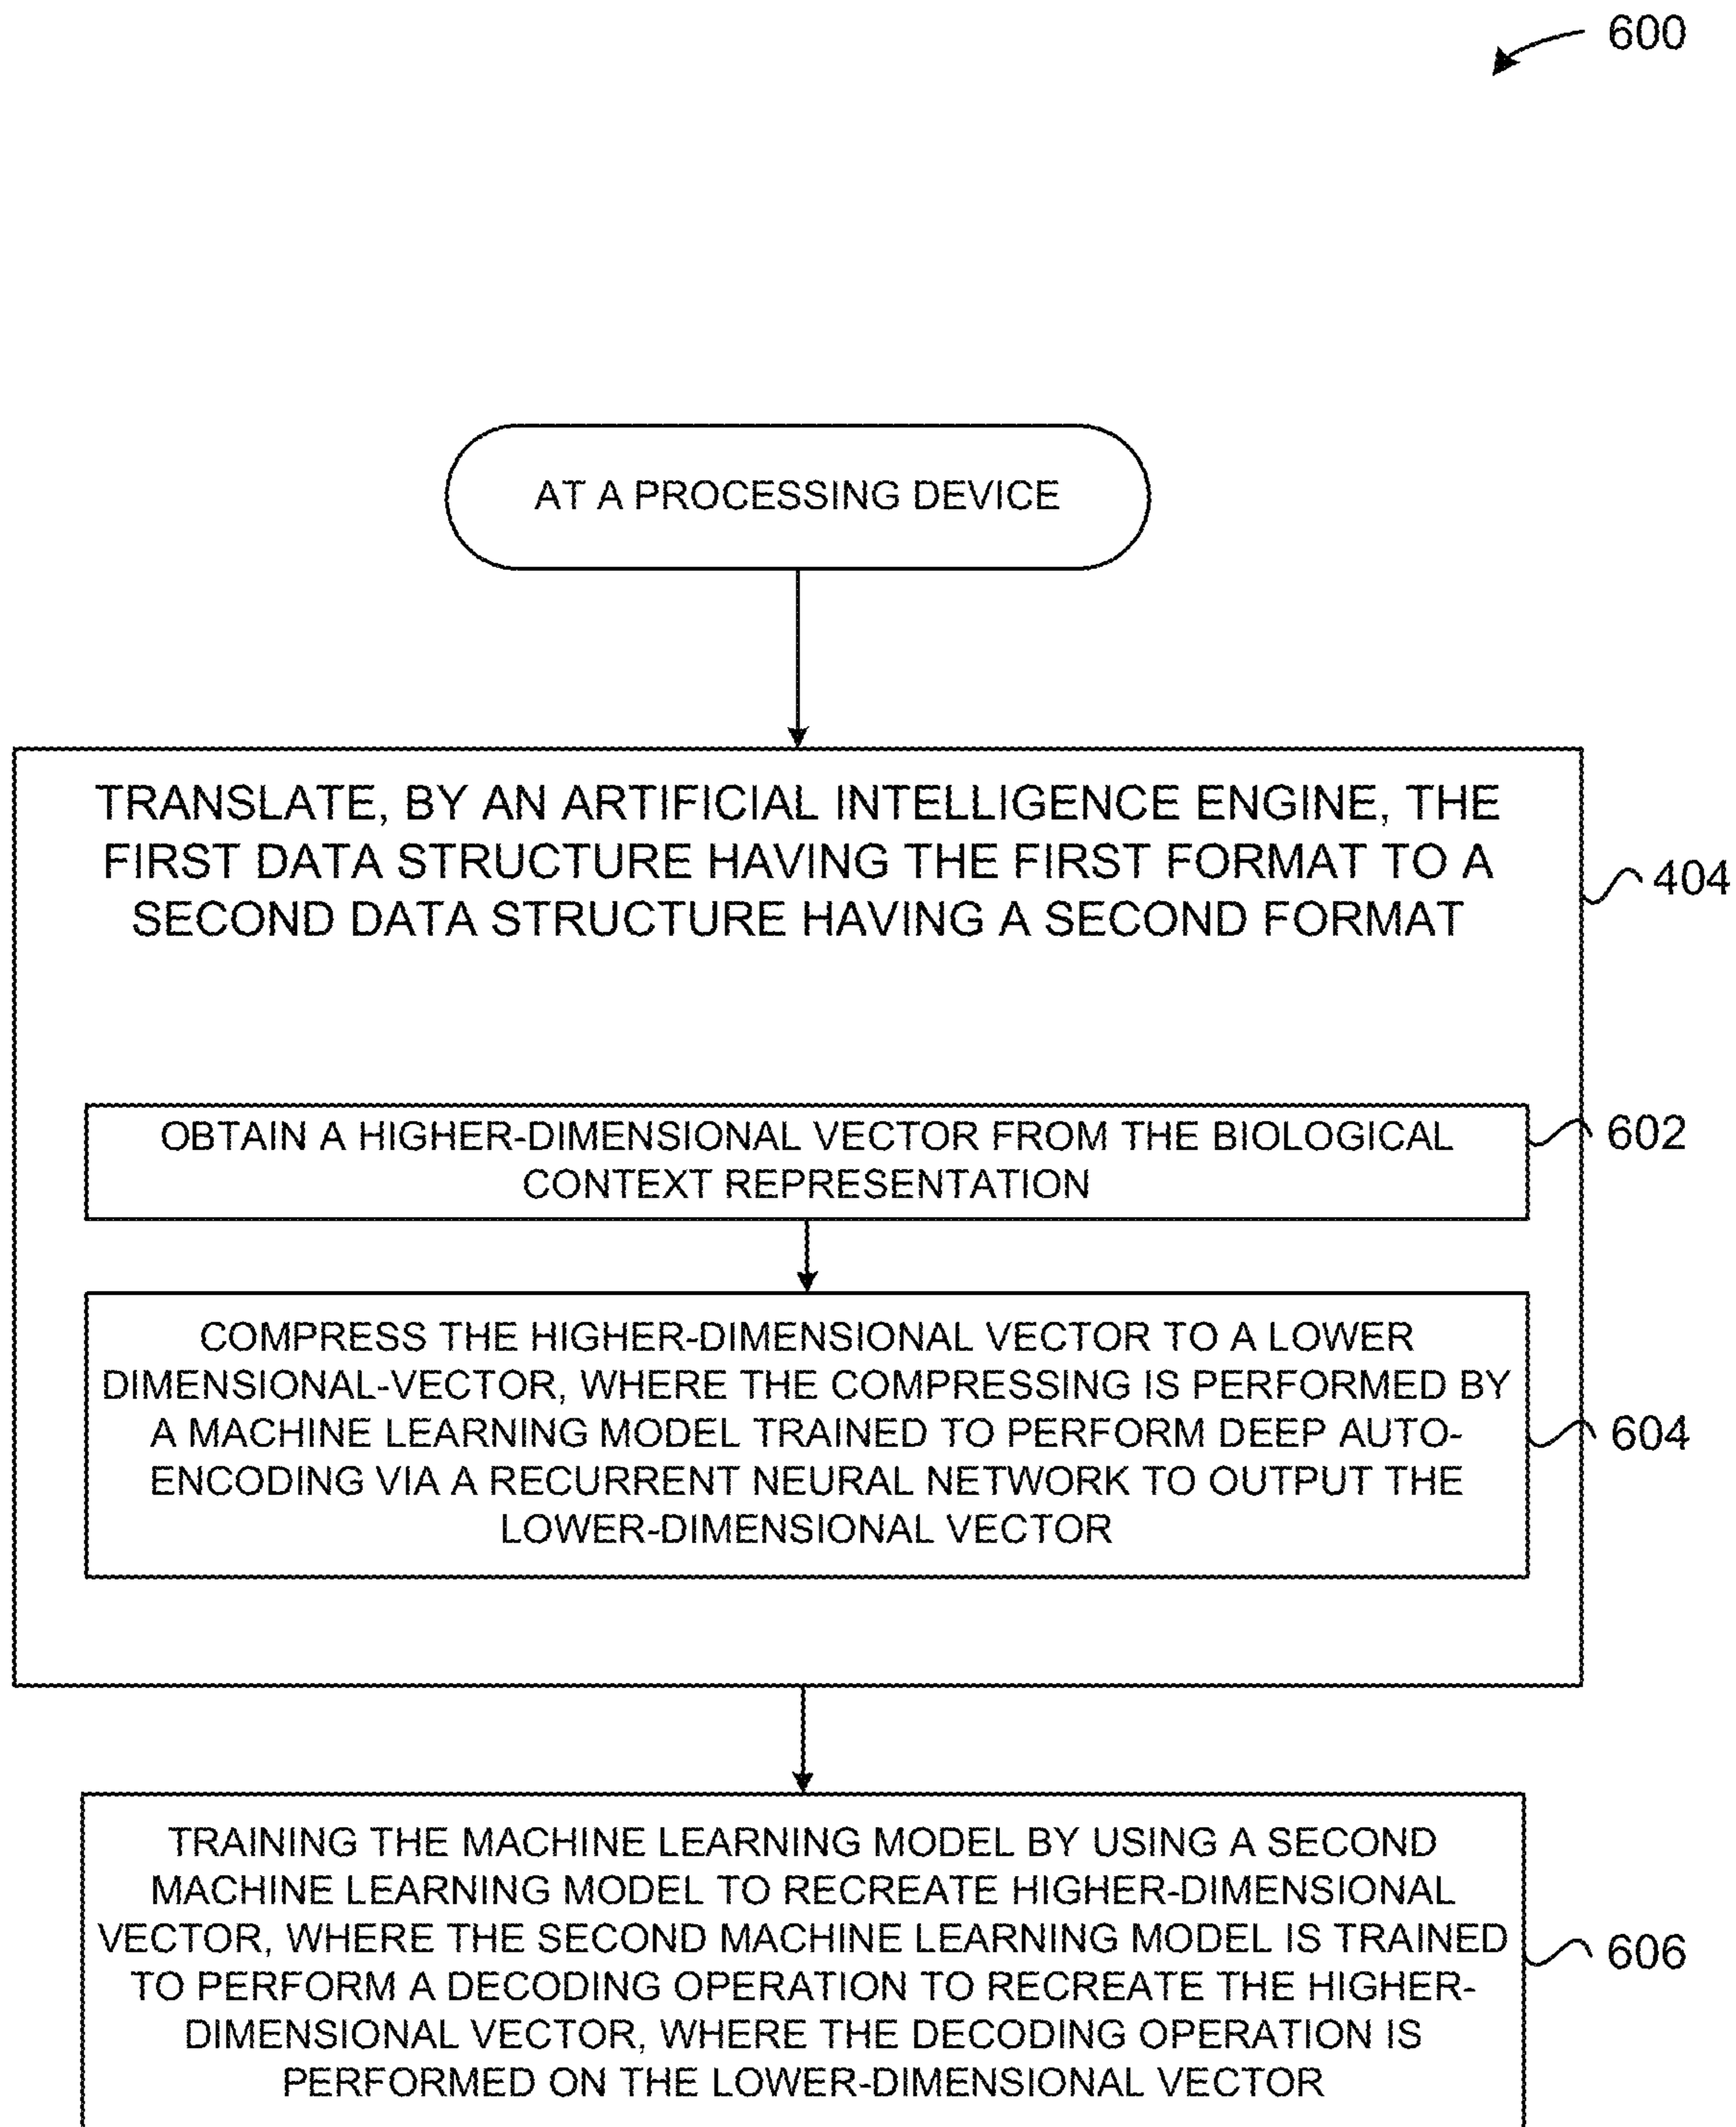 600
AT A PROCESSING DEVICE
TRANSLATE, BY AN ARTIFICIAL INTELLIGENCE ENGINE, THE
FIRST DATA STRUCTURE HAVING THE FIRST FORMAT TO A
SECOND DATA STRUCTURE HAVING A SECOND FORMAT
404
OBTAIN A HIGHER-DIMENSIONAL VECTOR FROM THE BIOLOGICAL
CONTEXT REPRESENTATION
602
COMPRESS THE HIGHER-DIMENSIONAL VECTOR TO A LOWER
DIMENSIONAL-VECTOR, WHERE THE COMPRESSING IS PERFORMED BY
A MACHINE LEARNING MODEL TRAINED TO PERFORM DEEP AUTO-
ENCODING VIA A RECURRENT NEURAL NETWORK TO OUTPUT THE
LOWER-DIMENSIONAL VECTOR
604
TRAINING THE MACHINE LEARNING MODEL BY USING A SECOND
MACHINE LEARNING MODEL TO RECREATE HIGHER-DIMENSIONAL
VECTOR, WHERE THE SECOND MACHINE LEARNING MODEL IS TRAINED
TO PERFORM A DECODING OPERATION TO RECREATE THE HIGHER-
DIMENSIONAL VECTOR, WHERE THE DECODING OPERATION IS
PERFORMED ON THE LOWER-DIMENSIONAL VECTOR
606